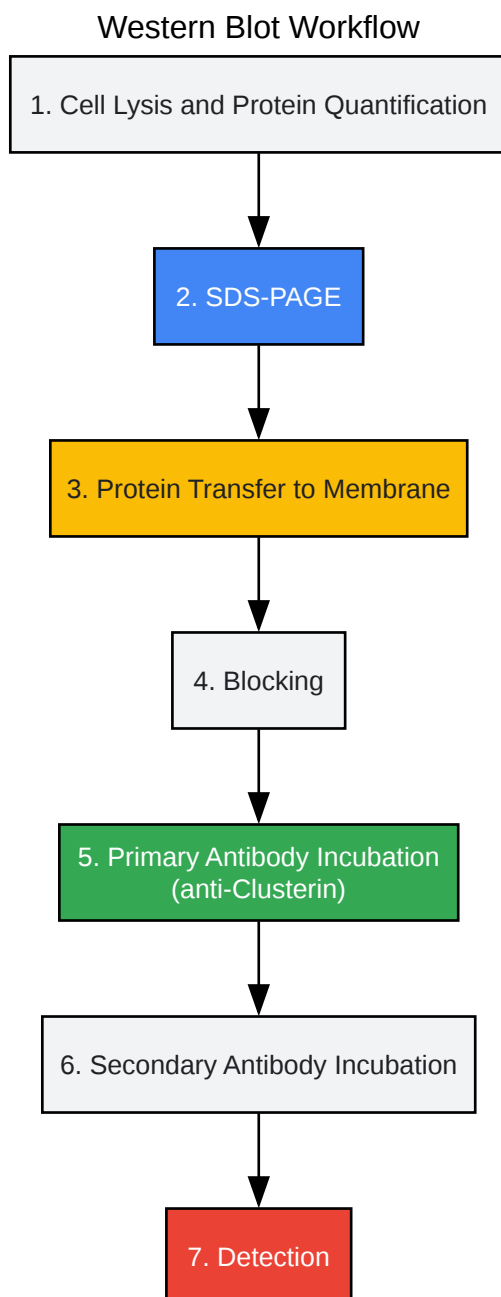 Western Blot Workflow
1. Cell Lysis and Protein Quantification
2. SDS-PAGE
3. Protein Transfer to Membrane
4. Blocking
5. Primary Antibody Incubation
(anti-Clusterin)
6. Secondary Antibody Incubation
7. Detection